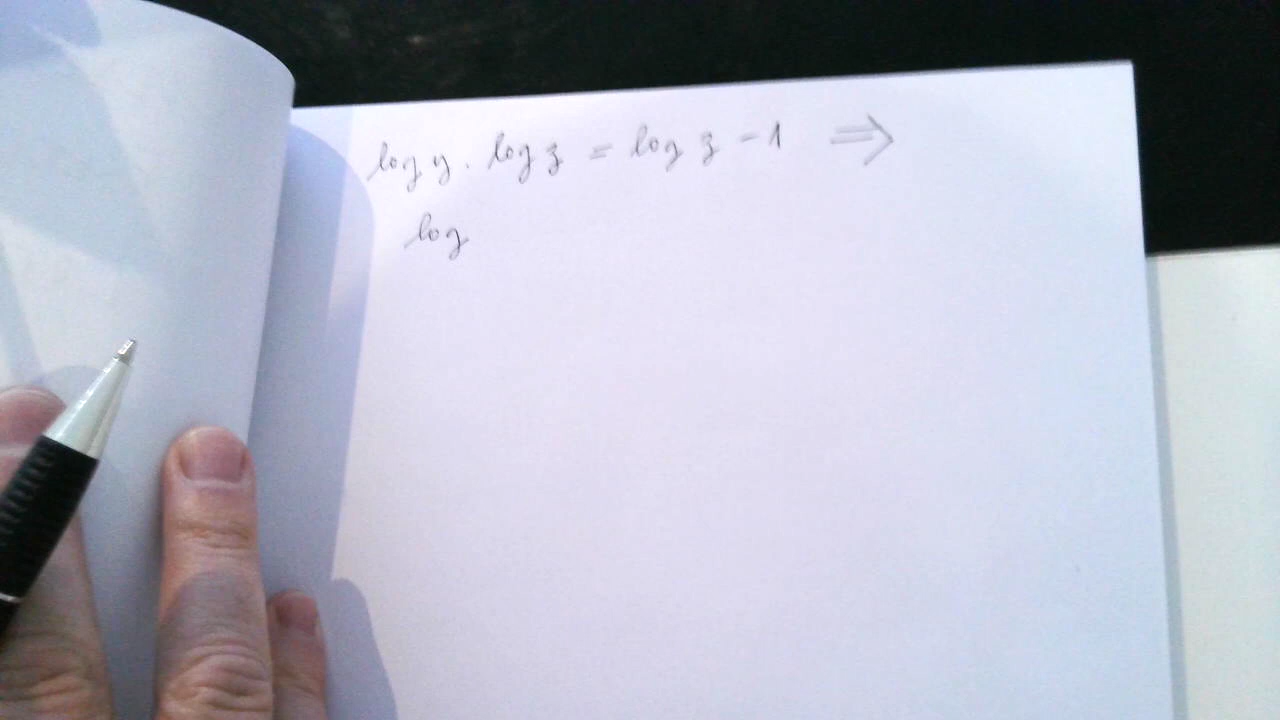 log y . log z = log z - 1 ⇒
log